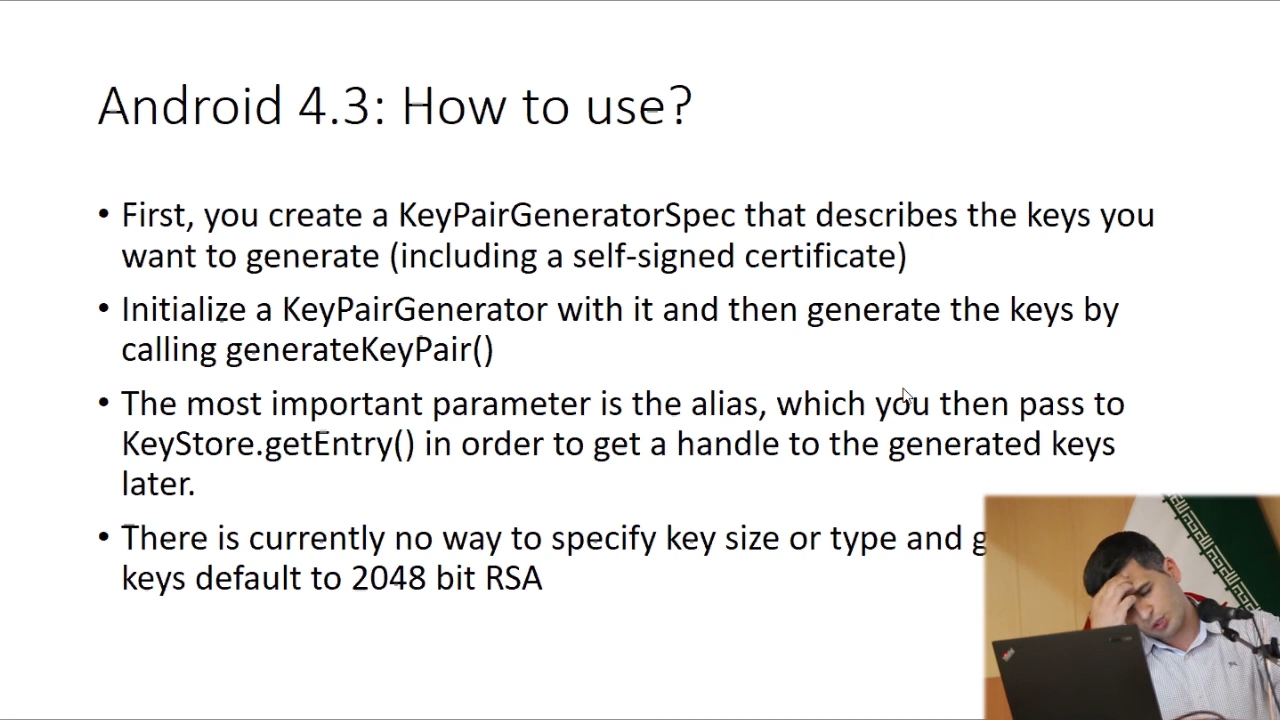 Android 4.3: How to use?
• First, you create a KeyPairGeneratorSpec that describes the keys you
want to generate (including a self-signed certificate)
• Initialize a KeyPairGenerator with it and then generate the keys by
calling generateKeyPair()
• The most important parameter is the alias, which you then pass to
KeyStore.getEntry() in order to get a handle to the generated keys
later.
• There is currently no way to specify key size or type and
keys default to 2048 bit RSA